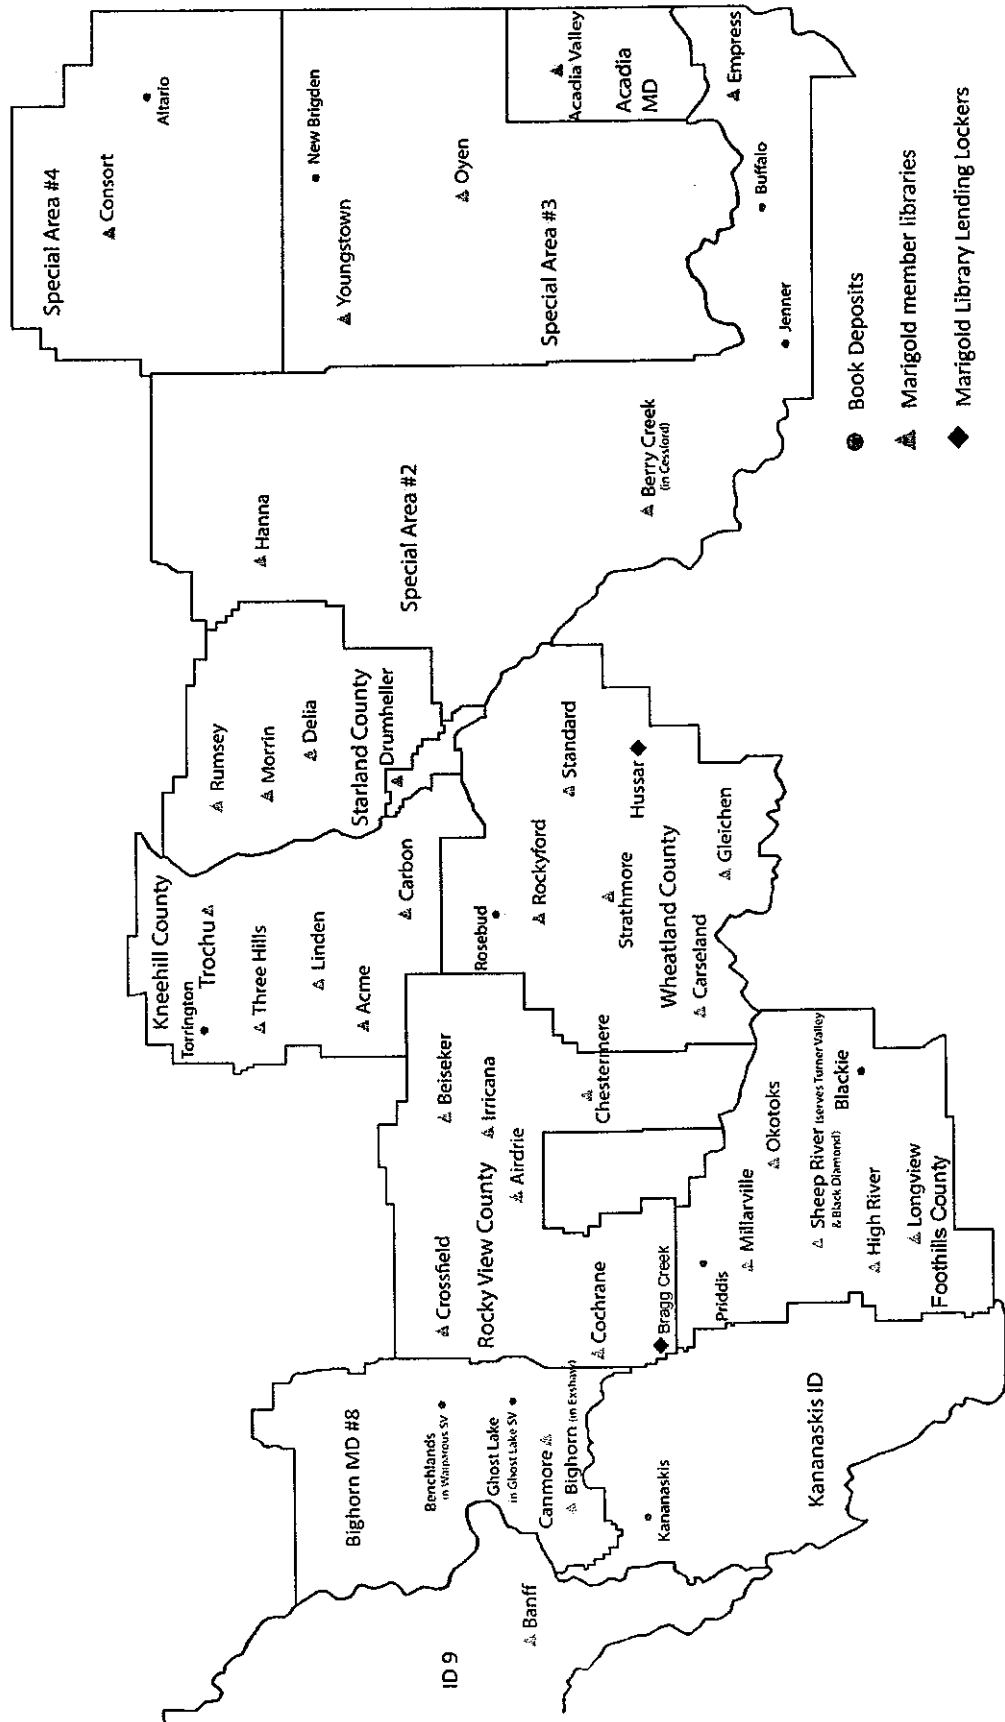 ID 9
Banff
Bighorn MD #8
Benchlands
in Waiparous SV
Ghost Lake
in Ghost Lake SV
Canmore
Bighorn (in Exshaw)
Kananaskis
Kananaskis ID
Crossfield
Beiseker
Rocky View County
Irricana
Airdrie
Cochrane
Chestermere
Bragg Creek
Priddis
Millarville
Okotoks
Sheep River (serves Turner Valley
& Black Diamond)
Blackie
High River
Longview
Foothills County
Kneehill County
Torrington
Trochu
Three Hills
Linden
Acme
Carbon
Rumsey
Morrin
Delia
Starland County
Drumheller
Rosebud
Rockyford
Standard
Strathmore
Hussar
Wheatland County
Carseland
Gleichen
Hanna
Special Area #2
Berry Creek
(in Cessford)
Special Area #4
Consort
Altario
New Brigden
Youngstown
Oyen
Special Area #3
Acadia Valley
Acadia
MD
Empress
Buffalo
Jenner
Book Deposits
Marigold member libraries
Marigold Library Lending Lockers